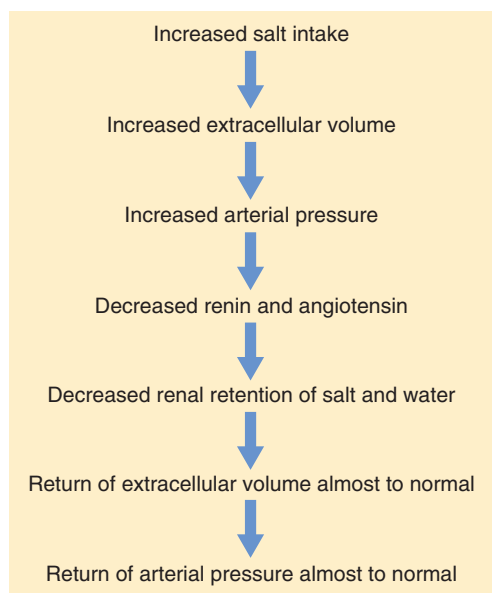 Increased salt intake
Increased extracellular volume
Increased arterial pressure
Decreased renin and angiotensin
Decreased renal retention of salt and water
Return of extracellular volume almost to normal
Return of arterial pressure almost to normal